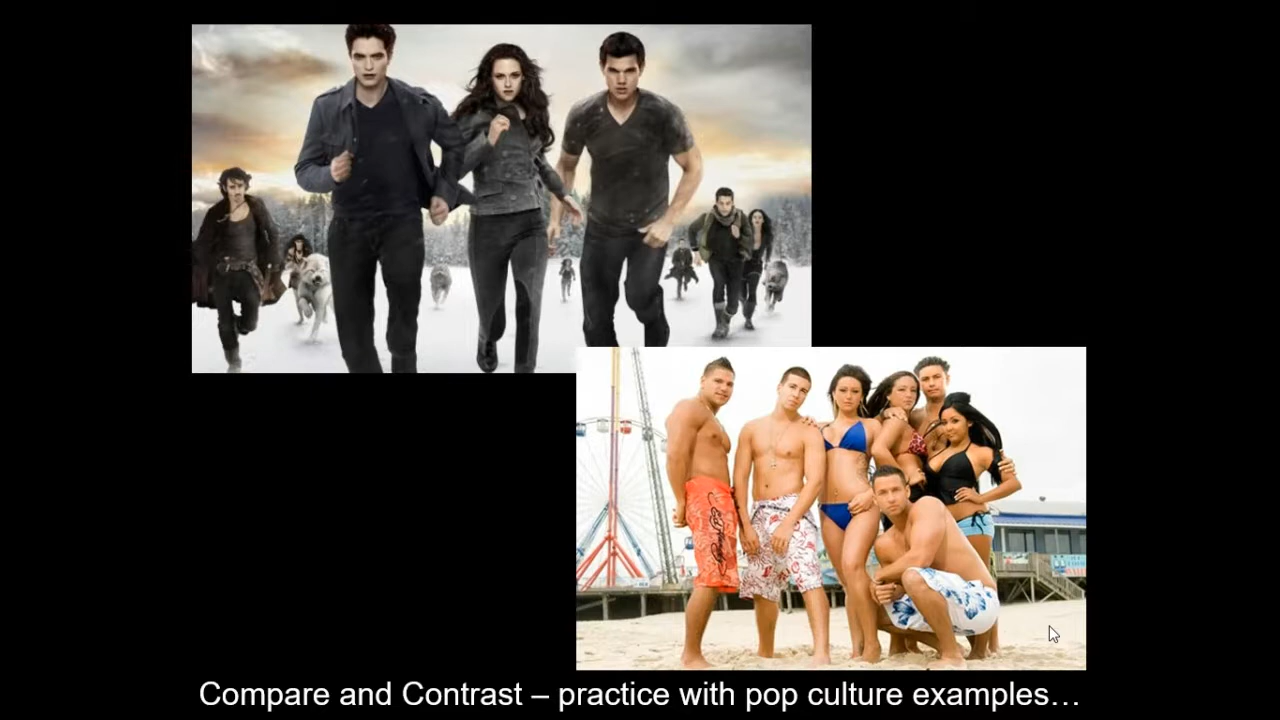 Compare and Contrast – practice with pop culture examples…